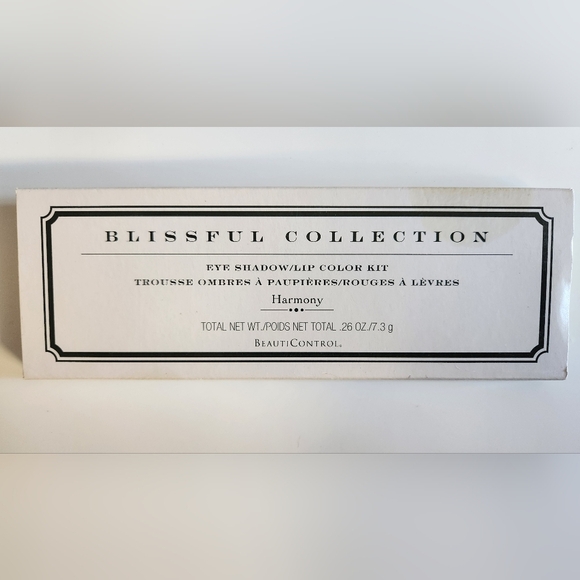 BLISSFUL COLLECTION
EYE SHADOW/LIP COLOR KIT
TROUSSE OMBRES À PAUPIÈRES/ROUGES À LÈVRES
Harmony
TOTAL NET WT./POIDS NET TOTAL .26 OZ./7.3 g
BEAUTICONTROL®